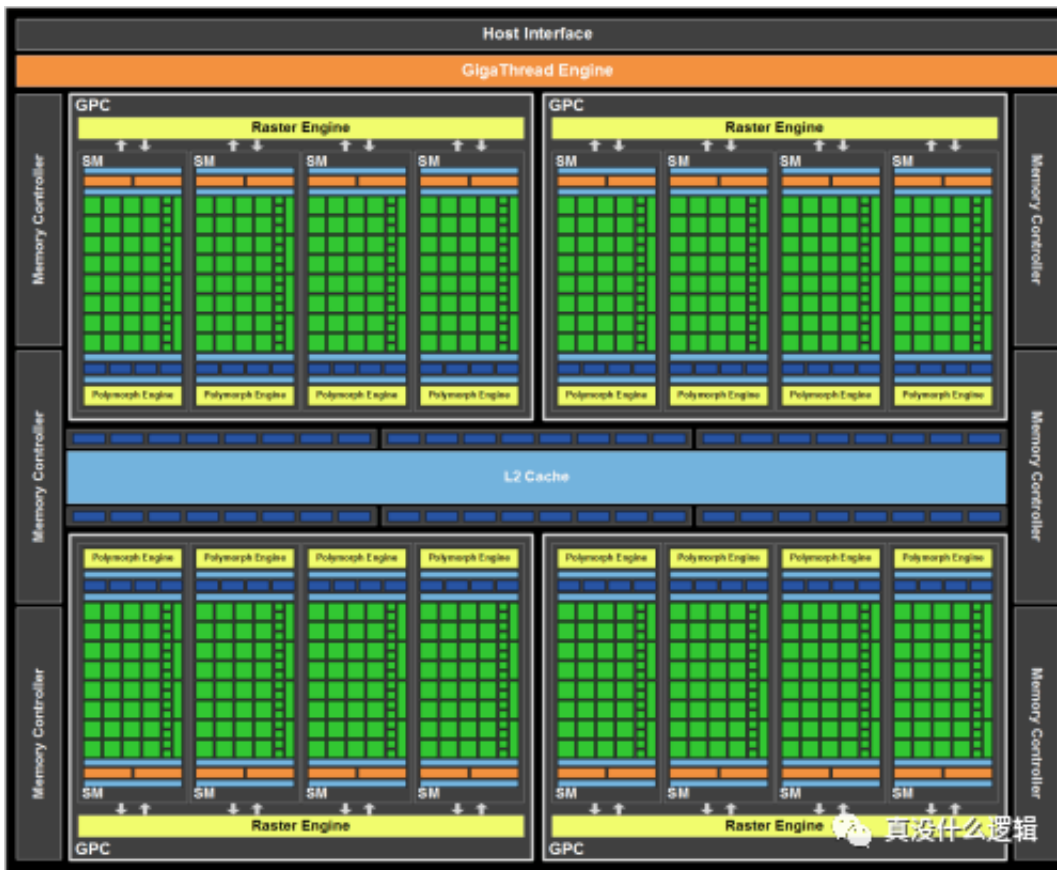 Host Interface
GigaThread Engine
Memory Controller
GPC
Raster Engine
SM SM SM SM
Polymorph Engine Polymorph Engine Polymorph Engine Polymorph Engine
GPC
Raster Engine
SM SM SM SM
Polymorph Engine Polymorph Engine Polymorph Engine Polymorph Engine
Memory Controller
Memory Controller
L2 Cache
Memory Controller
Memory Controller
Polymorph Engine Polymorph Engine Polymorph Engine Polymorph Engine
SM SM SM SM
Raster Engine
GPC
Polymorph Engine Polymorph Engine Polymorph Engine Polymorph Engine
SM SM SM SM
Raster Engine
GPC
Memory Controller
真没什么逻辑